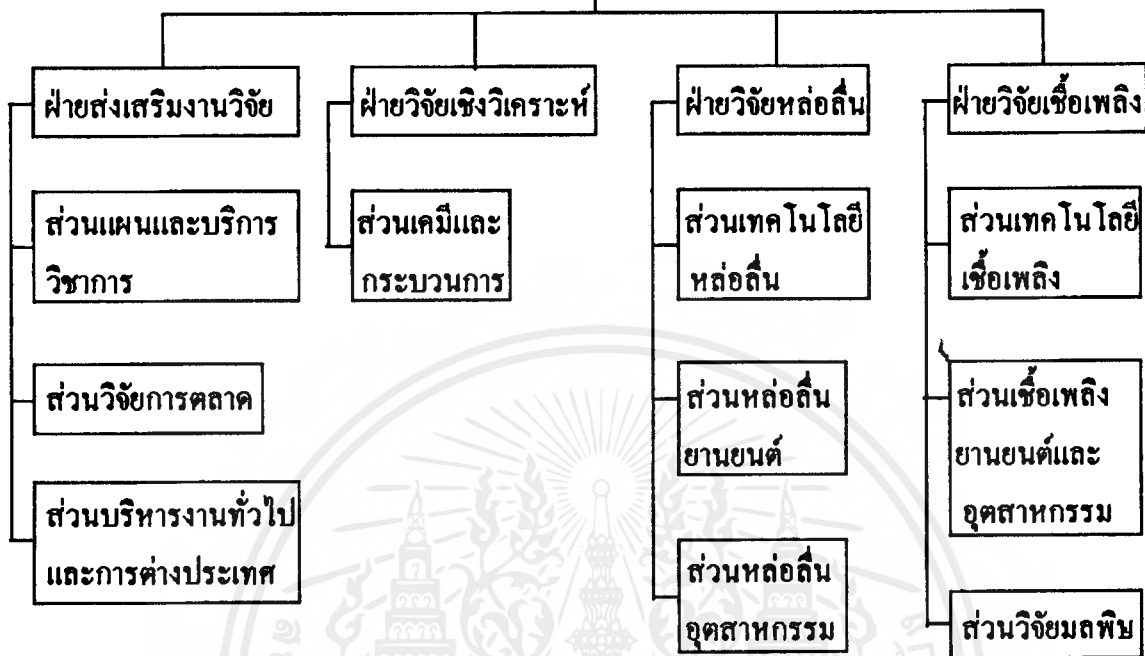 ฝ่ายส่งเสริมงานวิจัย
ส่วนแผนและบริการ
วิชาการ
ส่วนวิจัยการตลาด
ส่วนบริหารงานทั่วไป
และการต่างประเทศ
ฝ่ายวิจัยเชิงวิเคราะห์
ส่วนเคมีและ
กระบวนการ
ฝ่ายวิจัยหล่อลื่น
ส่วนเทคโนโลยี
หล่อลื่น
ส่วนหล่อลื่น
ยานยนต์
ส่วนหล่อลื่น
อุตสาหกรรม
ฝ่ายวิจัยเชื้อเพลิง
ส่วนเทคโนโลยี
เชื้อเพลิง
ส่วนเชื้อเพลิง
ยานยนต์และ
อุตสาหกรรม
ส่วนวิจัยมลพิษ